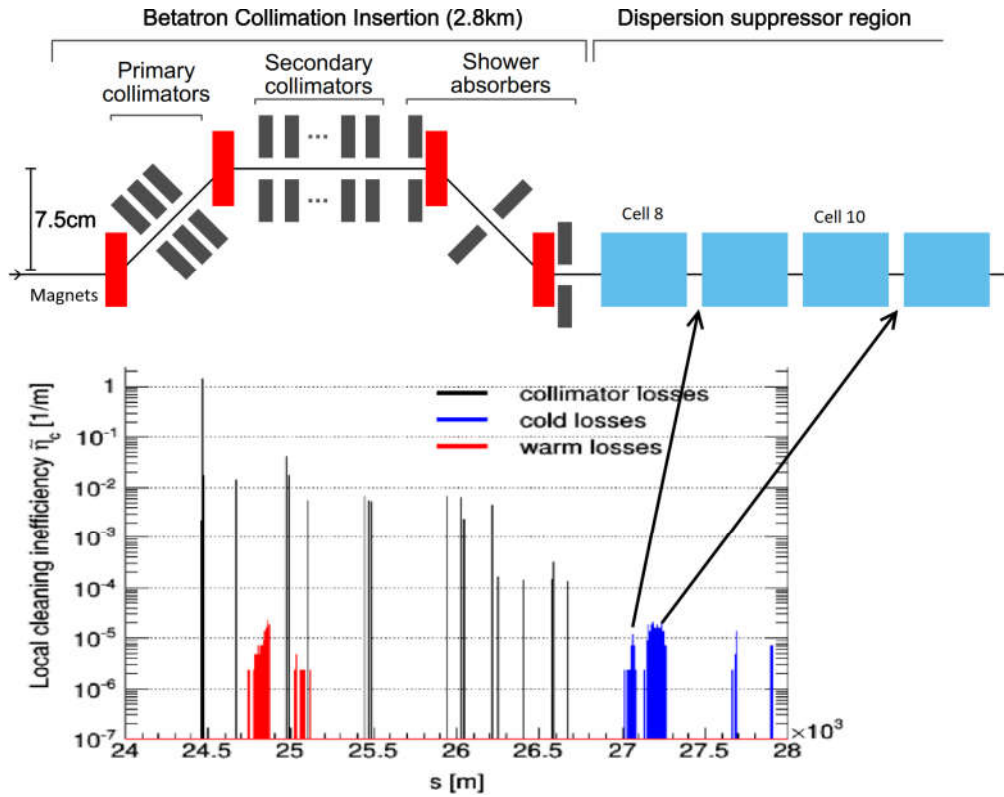 Betatron Collimation Insertion (2.8km)
Dispersion suppressor region
Primary
collimators
Secondary
collimators
Shower
absorbers
...
...
7.5cm
Magnets
Cell 8
Cell 10
Local cleaning inefficiency η̃c [1/m]
1
10⁻¹
10⁻²
10⁻³
10⁻⁴
10⁻⁵
10⁻⁶
10⁻⁷
collimator losses
cold losses
warm losses
24 24.5 25 25.5 26 26.5 27 27.5 28
×10³
s [m]